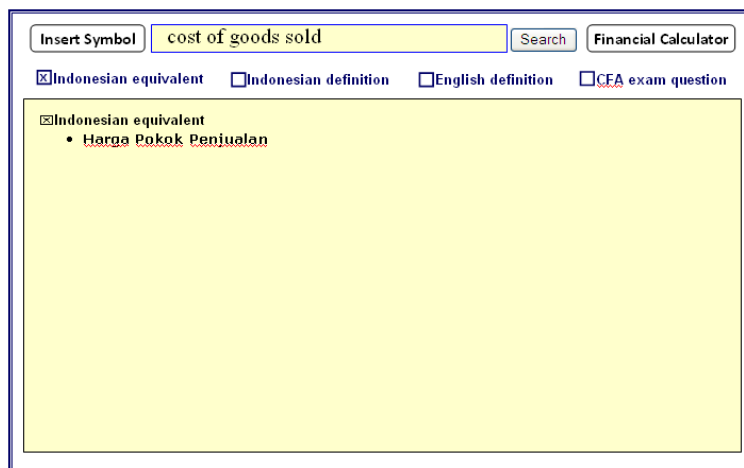 Insert Symbol cost of goods sold Search Financial Calculator
Indonesian equivalent Indonesian definition English definition CFA exam question
Indonesian equivalent
• Harga Pokok Penjualan